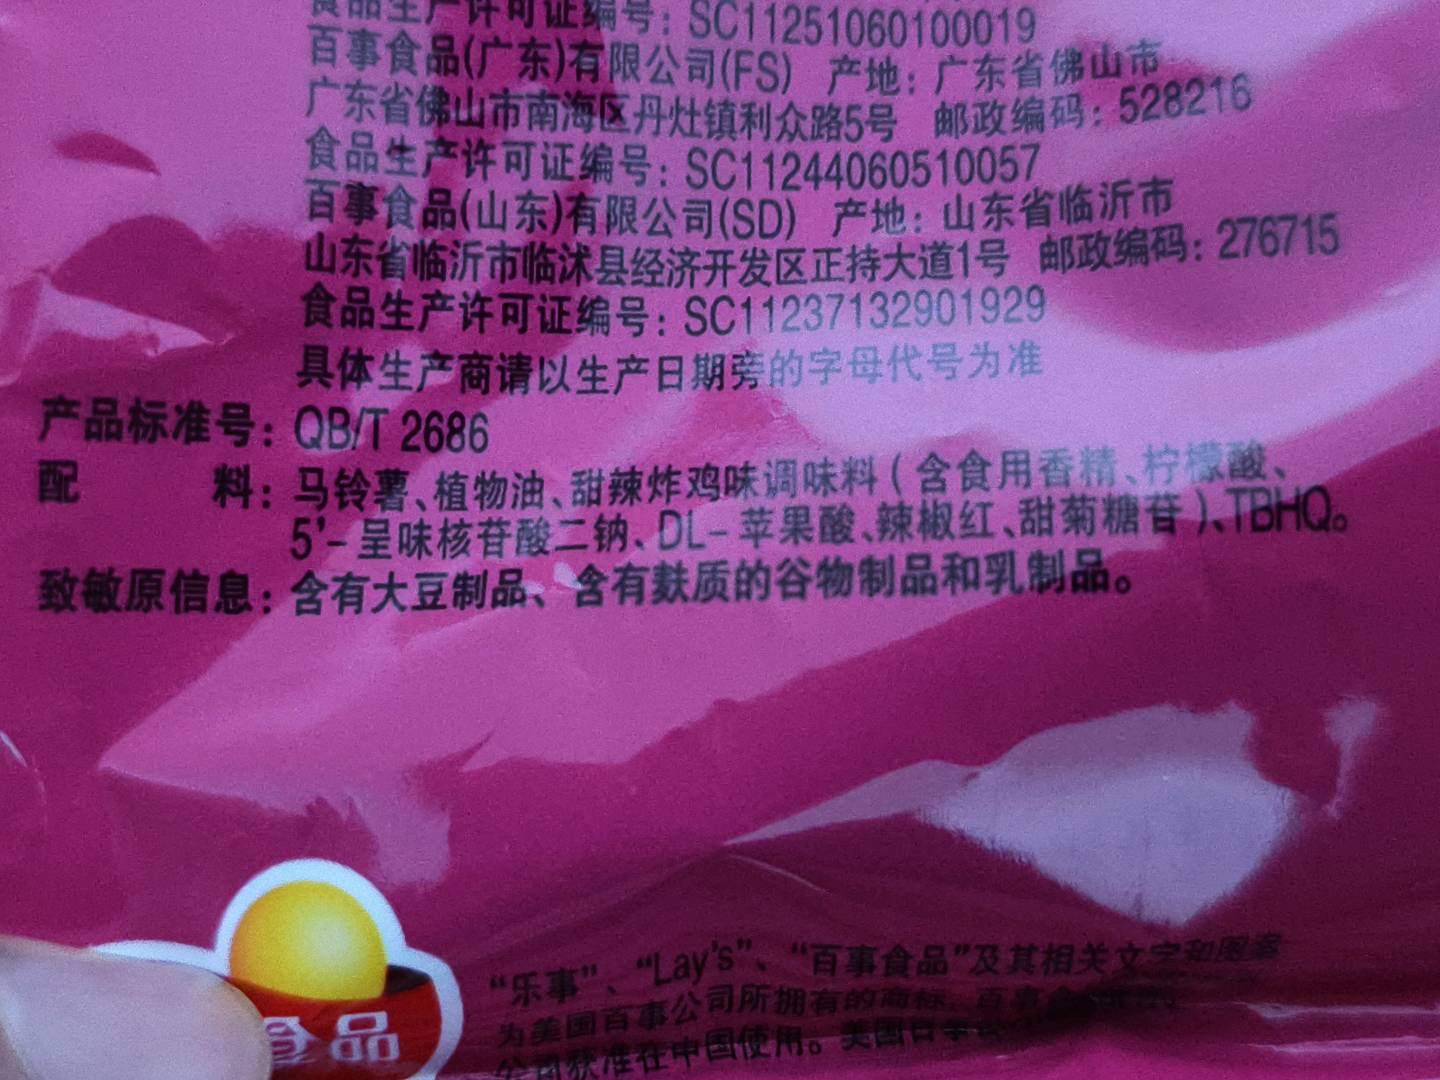 食品生产许可证编号：SC11251060100019
百事食品(广东)有限公司(FS) 产地：广东省佛山市
广东省佛山市南海区丹灶镇利众路5号 邮政编码：528216
食品生产许可证编号：SC11244060510057
百事食品(山东)有限公司(SD) 产地：山东省临沂市
山东省临沂市临沭县经济开发区正持大道1号 邮政编码：276715
食品生产许可证编号：SC11237132901929
具体生产商请以生产日期旁的字母代号为准
产品标准号：QB/T 2686
配 料：马铃薯、植物油、甜辣炸鸡味调味料(含食用香精、柠檬酸、
5'-呈味核苷酸二钠、DL-苹果酸、辣椒红、甜菊糖苷)、TBHQ。
致敏原信息：含有大豆制品、含有麸质的谷物制品和乳制品。
“乐事”、“Lay's”、“百事食品”及其相关文字和图案
为美国百事公司所拥有的商标，百事
公司获准在中国使用。美国百事
食品